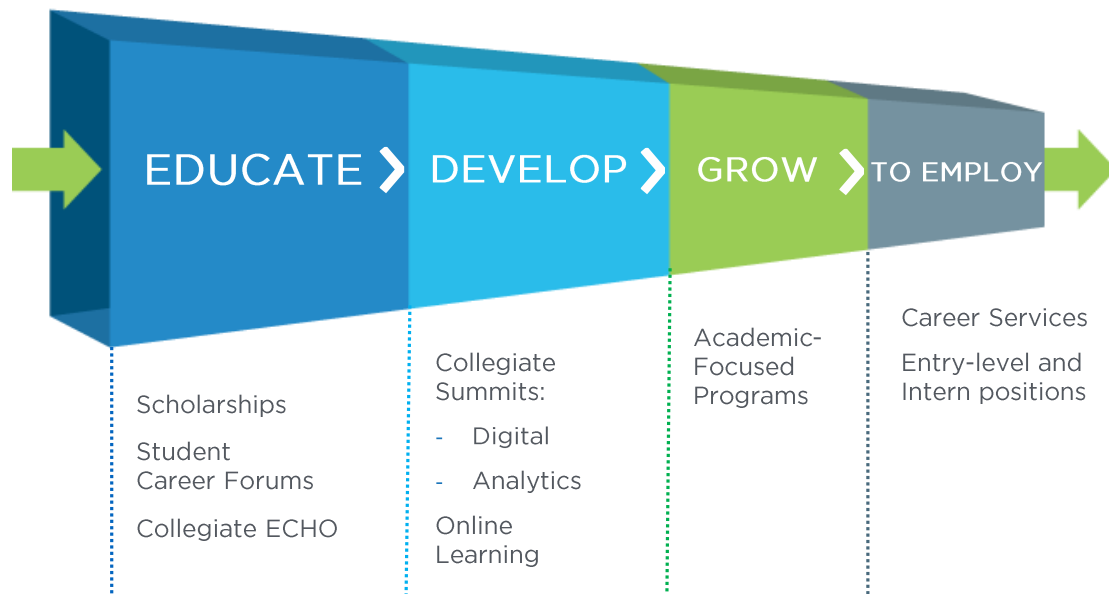 EDUCATE
DEVELOP
GROW
TO EMPLOY
Scholarships
Student
Career Forums
Collegiate ECHO
Collegiate
Summits:
- Digital
- Analytics
Online
Learning
Academic-
Focused
Programs
Career Services
Entry-level and
Intern positions